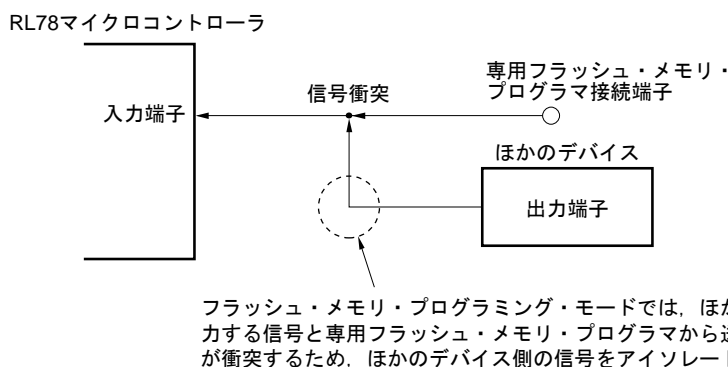 RL78マイクロコントローラ
専用フラッシュ・メモリ・
プログラマ接続端子
信号衝突
入力端子
ほかのデバイス
出力端子
フラッシュ・メモリ・プログラミング・モードでは，ほか
力する信号と専用フラッシュ・メモリ・プログラマから
が衝突するため，ほかのデバイス側の信号をアイソレート